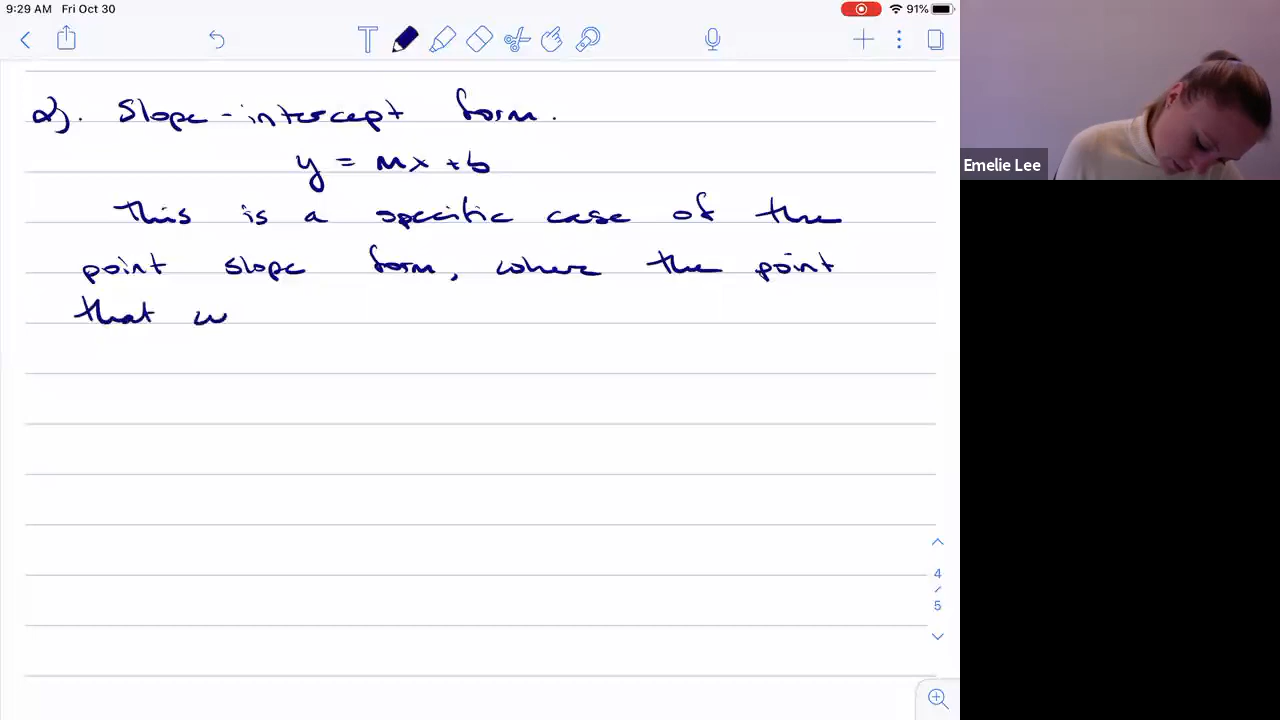 9:29 AM Fri Oct 30
91%
2). Slope-intercept form.
y = mx + b
This is a specific case of the
point slope form, where the point
that w
Emelie Lee
4
/
5